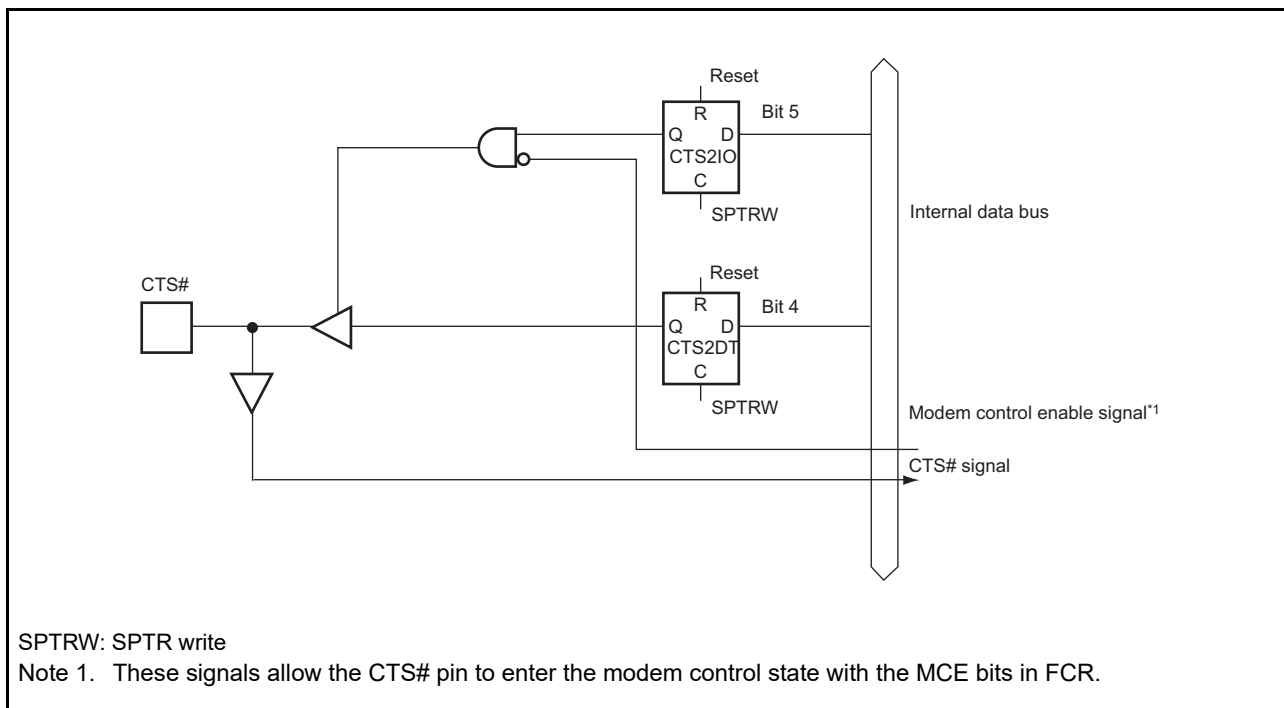 Reset
R
Bit 5
Q D
CTS2IO
C
SPTRW
Internal data bus
Reset
CTS#
R
Bit 4
Q D
CTS2DT
C
SPTRW
Modem control enable signal*1
CTS# signal
SPTRW: SPTR write
Note 1. These signals allow the CTS# pin to enter the modem control state with the MCE bits in FCR.